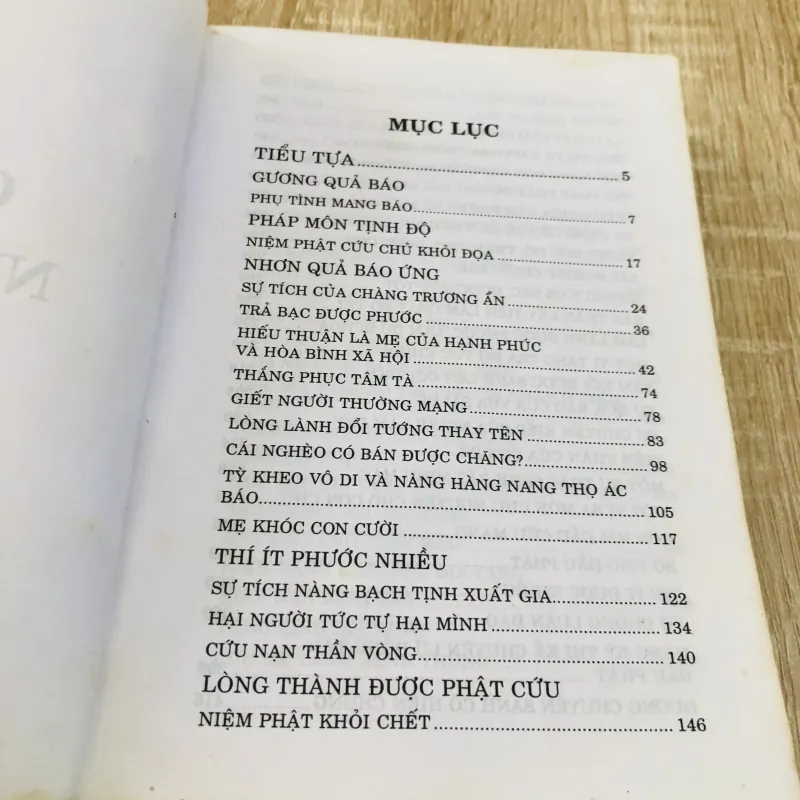 MỤC LỤC
TIỂU TỰA 5
GƯƠNG QUẢ BÁO
PHỤ TÌNH MANG BÁO 7
PHÁP MÔN TỊNH ĐỘ
NIỆM PHẬT CỨU CHỦ KHỎI ĐỌA 17
NHƠN QUẢ BÁO ỨNG
SỰ TÍCH CỦA CHÀNG TRƯƠNG ẨN 24
TRẢ BẠC ĐƯỢC PHƯỚC 36
HIẾU THUẬN LÀ MẸ CỦA HẠNH PHÚC
VÀ HÒA BÌNH XÃ HỘI 42
THẮNG PHỤC TÂM TÀ 74
GIẾT NGƯỜI THƯỜNG MẠNG 78
LÒNG LÀNH ĐỔI TƯỚNG THAY TÊN 83
CÁI NGHÈO CÓ BÁN ĐƯỢC CHĂNG? 98
TỲ KHEO VÔ DI VÀ NÀNG HÀNG NANG THỌ ÁC
BÁO 105
MẸ KHÓC CON CƯỜI 117
THÍ ÍT PHƯỚC NHIỀU
SỰ TÍCH NÀNG BẠCH TỊNH XUẤT GIA 122
HẠI NGƯỜI TỨC TỰ HẠI MÌNH 134
CỨU NẠN THẦN VÒNG 140
LÒNG THÀNH ĐƯỢC PHẬT CỨU
NIỆM PHẬT KHỎI CHẾT 146